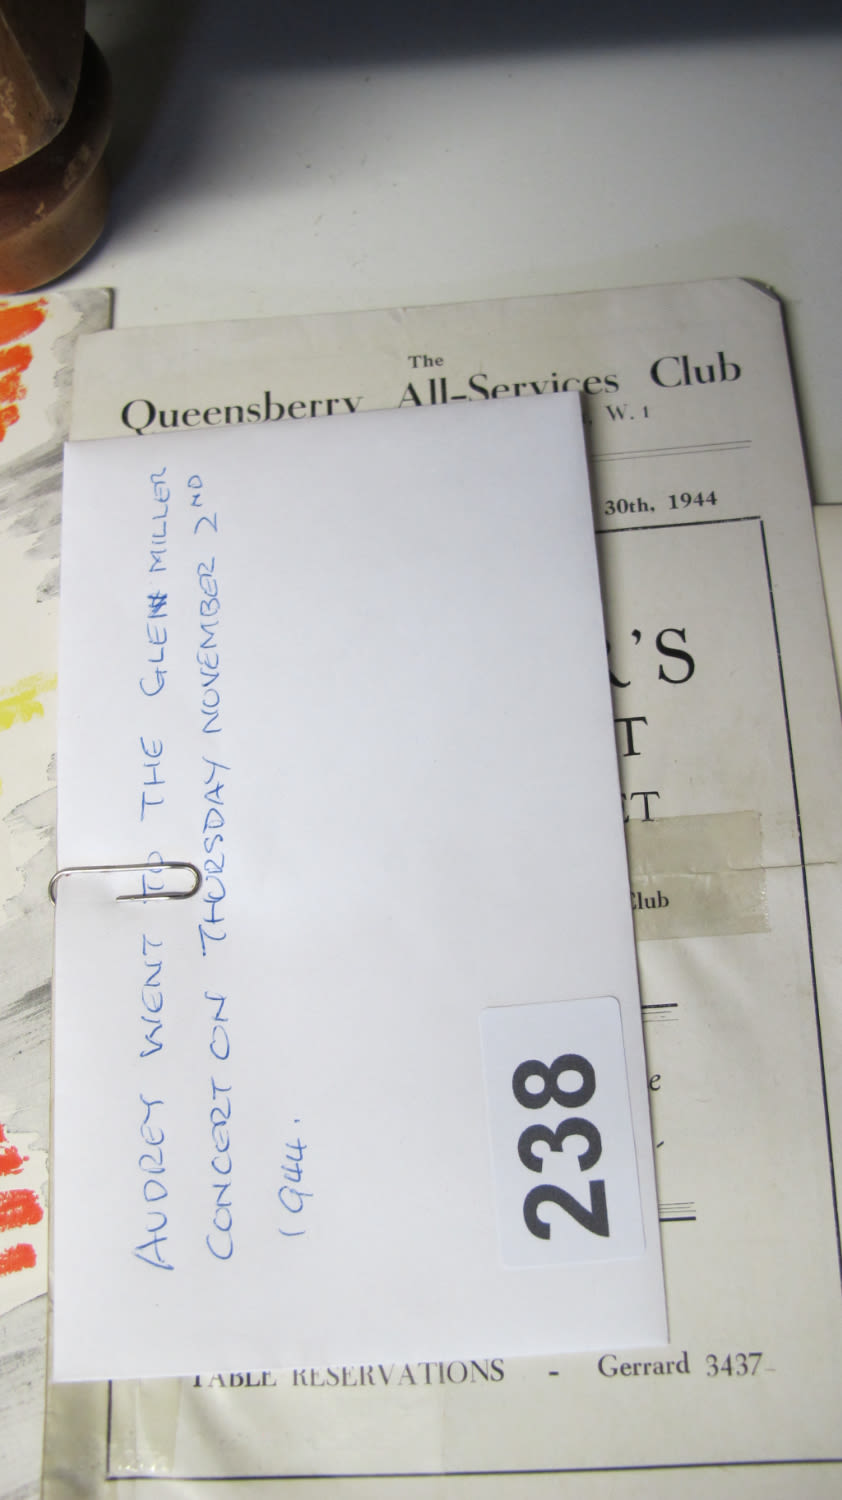 The
Queensberry All-Services Club
, W. 1
30th, 1944
'S
T
ET
Club
e
TABLE RESERVATIONS - Gerrard 3437
AUDREY WENT TO THE GLENN MILLER
CONCERT ON THURSDAY NOVEMBER 2ND
1944.
238